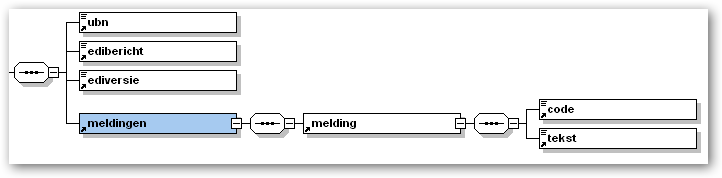 ubn
edibericht
ediversie
meldingen
melding
code
tekst